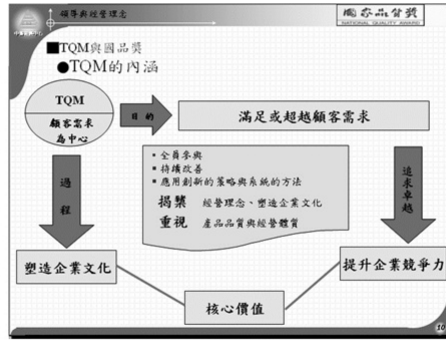 領導與經營理念
國家品質獎
NATIONAL QUALITY AWARD
■TQM與國品獎
●TQM的內涵
TQM
顧客需求
為中心
目的
滿足或超越顧客需求
過程
• 全員參與
• 持續改善
• 應用創新的策略與系統的方法
揭櫫 經營理念、塑造企業文化
重視 產品品質與經營體質
追求卓越
塑造企業文化
提升企業競爭力
核心價值
10